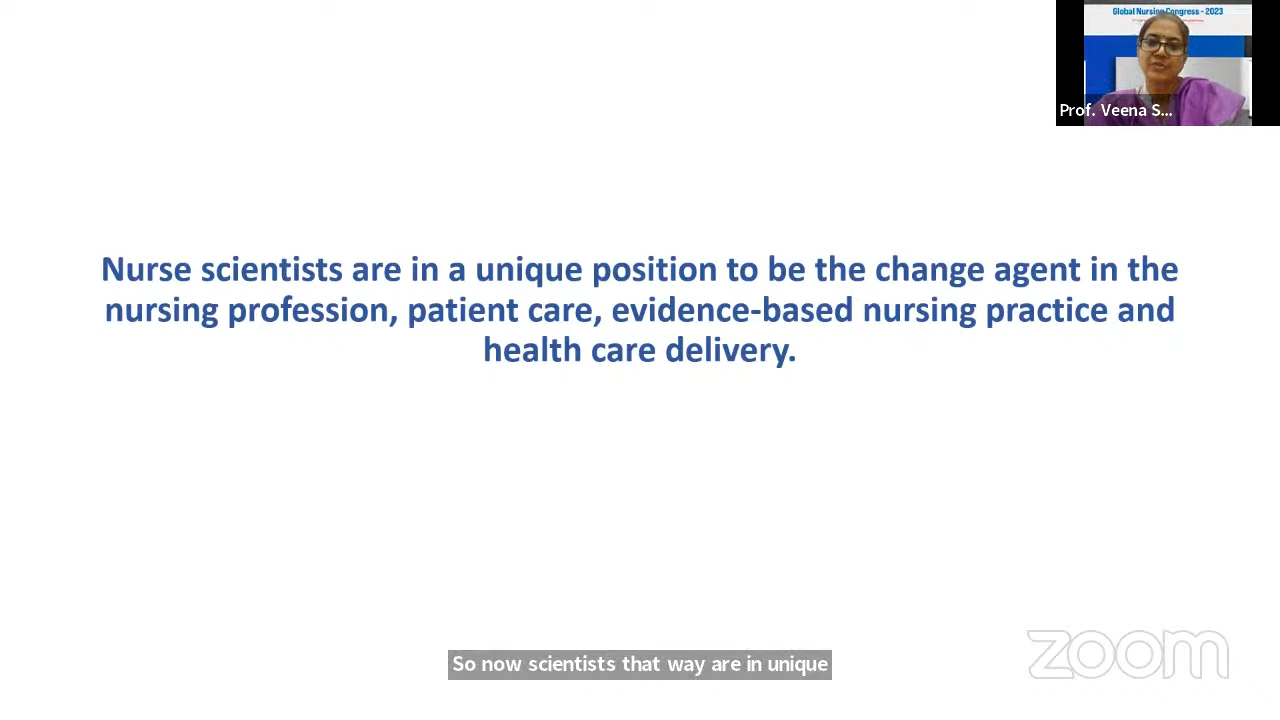 Global Nursing Congress - 2023
Prof. Veena S...
Nurse scientists are in a unique position to be the change agent in the
nursing profession, patient care, evidence-based nursing practice and
health care delivery.
So now scientists that way are in unique
zoom